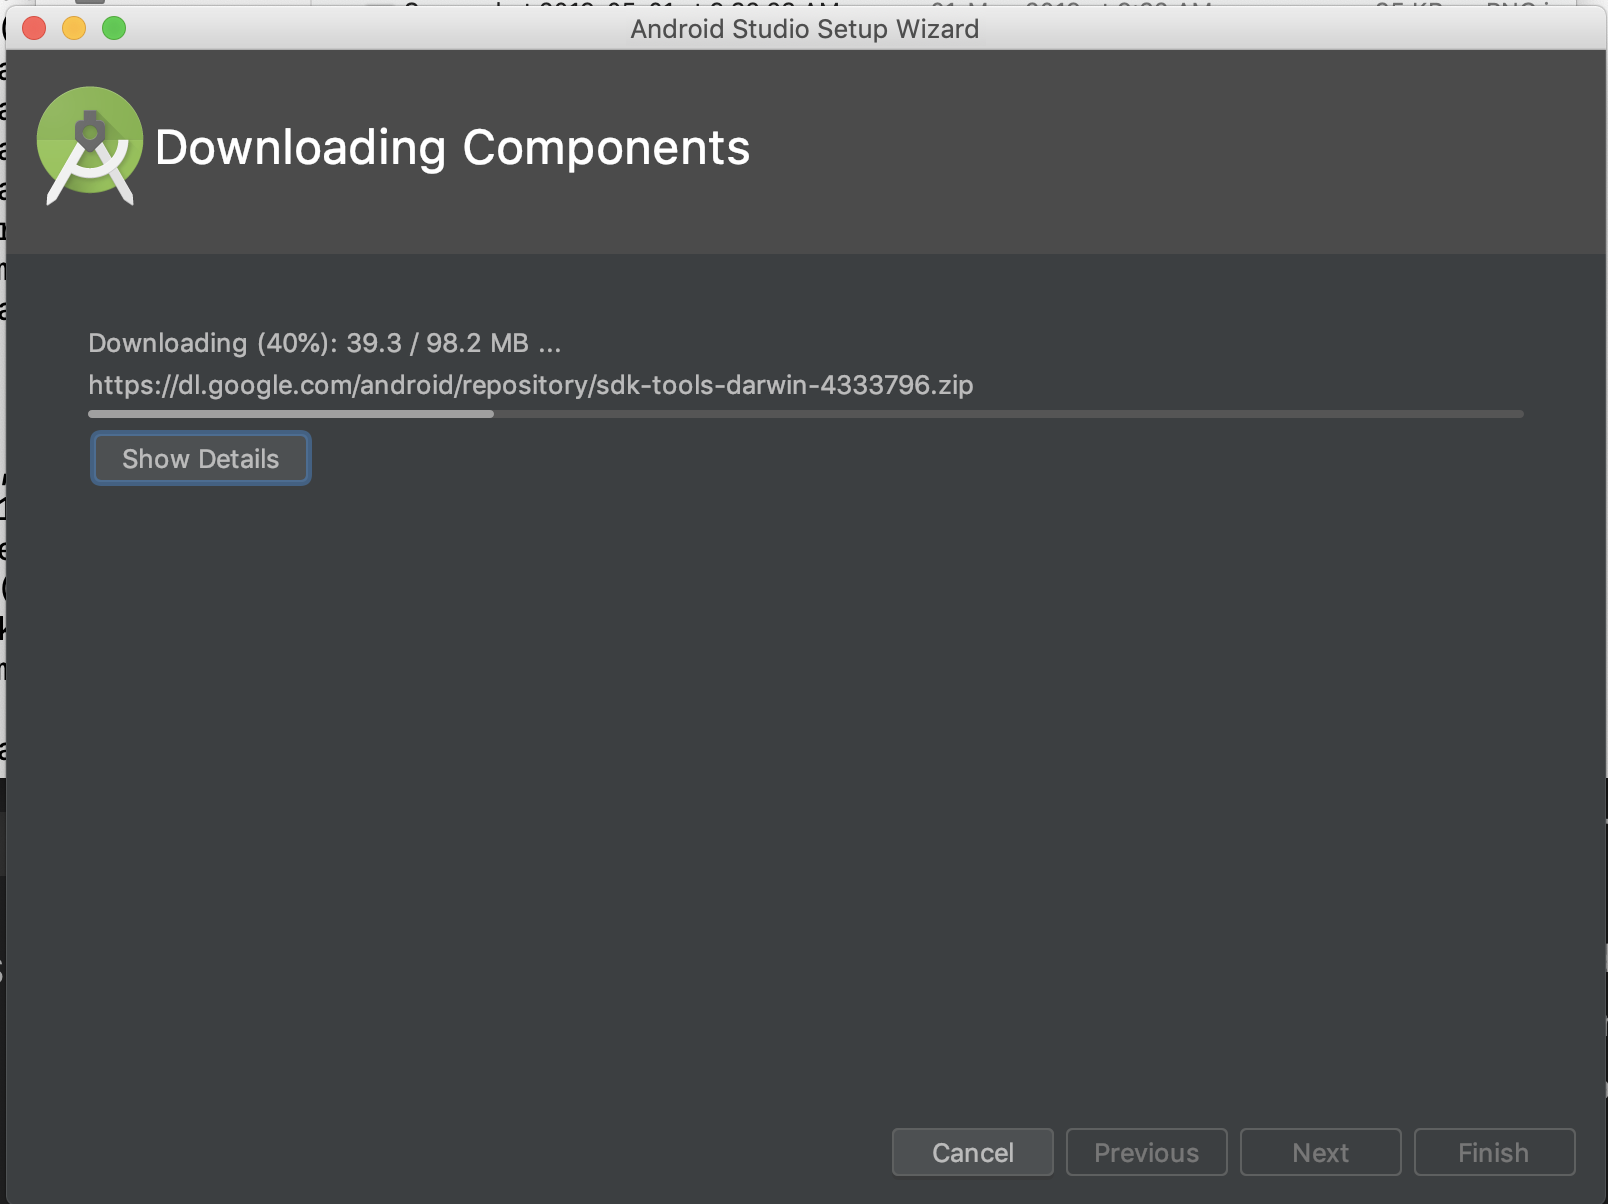 Android Studio Setup Wizard
Downloading Components
Downloading (40%): 39.3 / 98.2 MB ...
https://dl.google.com/android/repository/sdk-tools-darwin-4333796.zip
Show Details
Cancel
Previous
Next
Finish